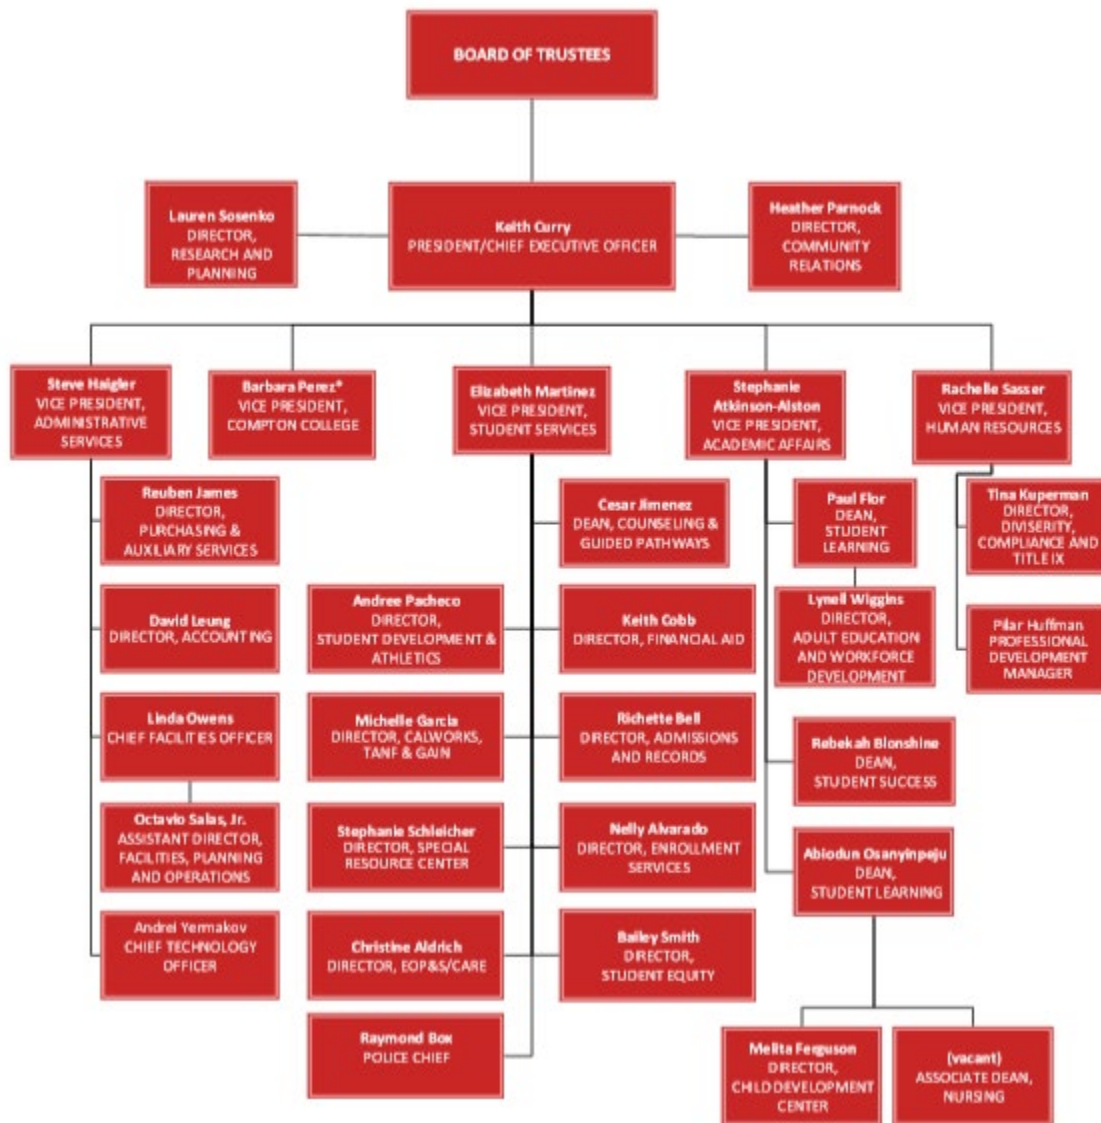 BOARD OF TRUSTEES
Lauren Sosenko
DIRECTOR,
RESEARCH AND
PLANNING
Keith Curry
PRESIDENT/CHIEF EXECUTIVE OFFICER
Heather Parnock
DIRECTOR,
COMMUNITY
RELATIONS
Steve Haigler
VICE PRESIDENT,
ADMINISTRATIVE
SERVICES
Barbara Perez*
VICE PRESIDENT,
COMPTON COLLEGE
Elizabeth Martinez
VICE PRESIDENT,
STUDENT SERVICES
Stephanie
Atkinson-Alston
VICE PRESIDENT,
ACADEMIC AFFAIRS
Rachelle Sasser
VICE PRESIDENT,
HUMAN RESOURCES
Reuben James
DIRECTOR,
PURCHASING &
AUXILIARY SERVICES
David Leung
DIRECTOR, ACCOUNTING
Linda Owens
CHIEF FACILITIES OFFICER
Octavio Salas, Jr.
ASSISTANT DIRECTOR,
FACILITIES, PLANNING
AND OPERATIONS
Andrei Yermakov
CHIEF TECHNOLOGY
OFFICER
Andree Pacheco
DIRECTOR,
STUDENT DEVELOPMENT &
ATHLETICS
Michelle Garcia
DIRECTOR, CALWORKS,
TANF & GAIN
Stephanie Schleicher
DIRECTOR, SPECIAL
RESOURCE CENTER
Christine Aldrich
DIRECTOR, EOP&S/CARE
Raymond Box
POLICE CHIEF
Cesar Jimenez
DEAN, COUNSELING &
GUIDED PATHWAYS
Keith Cobb
DIRECTOR, FINANCIAL AID
Richette Bell
DIRECTOR, ADMISSIONS
AND RECORDS
Nelly Alvarado
DIRECTOR, ENROLLMENT
SERVICES
Bailey Smith
DIRECTOR,
STUDENT EQUITY
Paul Flor
DEAN,
STUDENT
LEARNING
Lynell Wiggins
DIRECTOR,
ADULT EDUCATION
AND WORKFORCE
DEVELOPMENT
Rebekah Blonshine
DEAN,
STUDENT SUCCESS
Abiodun Osanyinpeju
DEAN,
STUDENT LEARNING
Melita Ferguson
DIRECTOR,
CHILD DEVELOPMENT
CENTER
(vacant)
ASSOCIATE DEAN,
NURSING
Tina Kuperman
DIRECTOR,
DIVISERITY,
COMPLIANCE AND
TITLE IX
Pilar Huffman
PROFESSIONAL
DEVELOPMENT
MANAGER